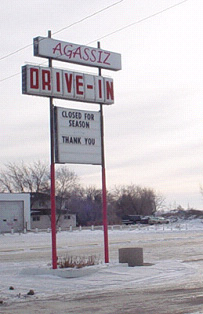 AGASSIZ
DRIVE-IN
CLOSED FOR
SEASON
THANK YOU